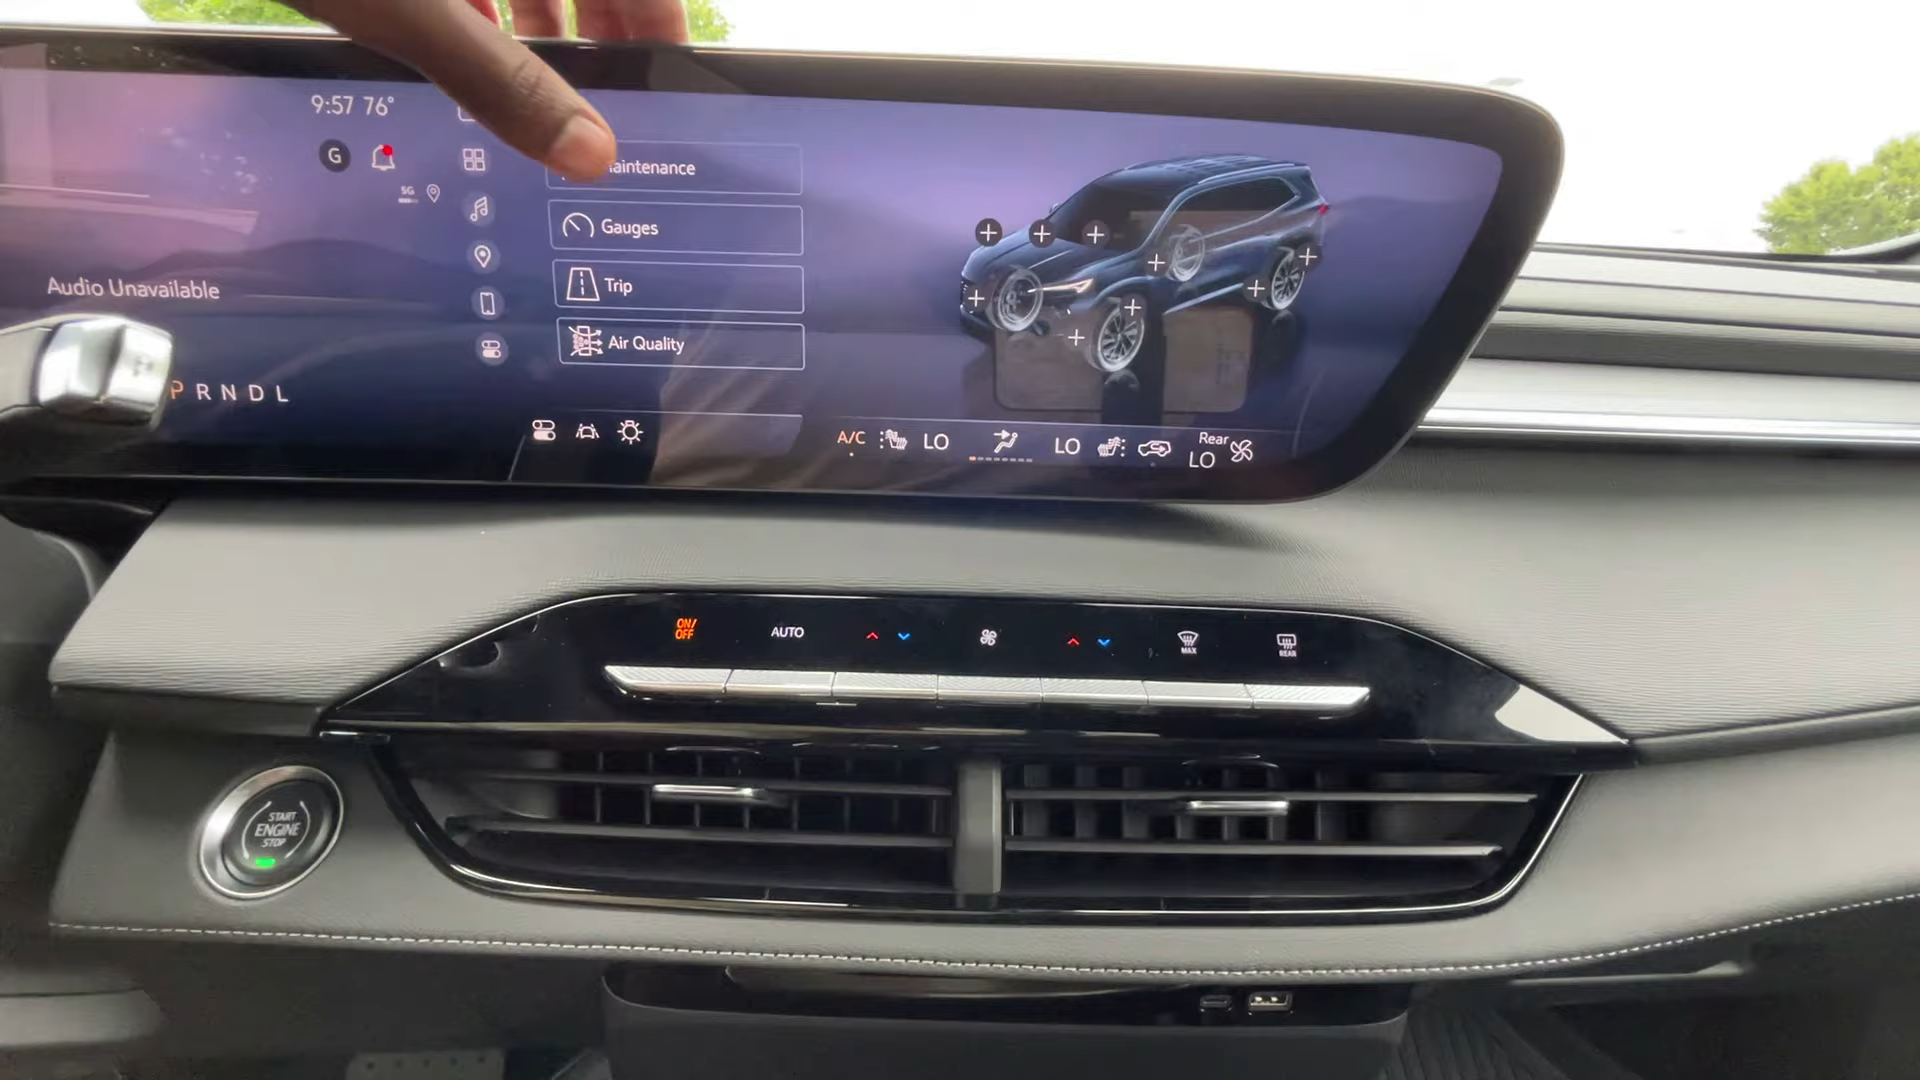 9:57 76°
G
5G
Audio Unavailable
PRNDL
aintenance
Gauges
Trip
Air Quality
A/C
LO
LO
Rear
LO
ON/
OFF
AUTO
MAX
REAR
START
ENGINE
STOP